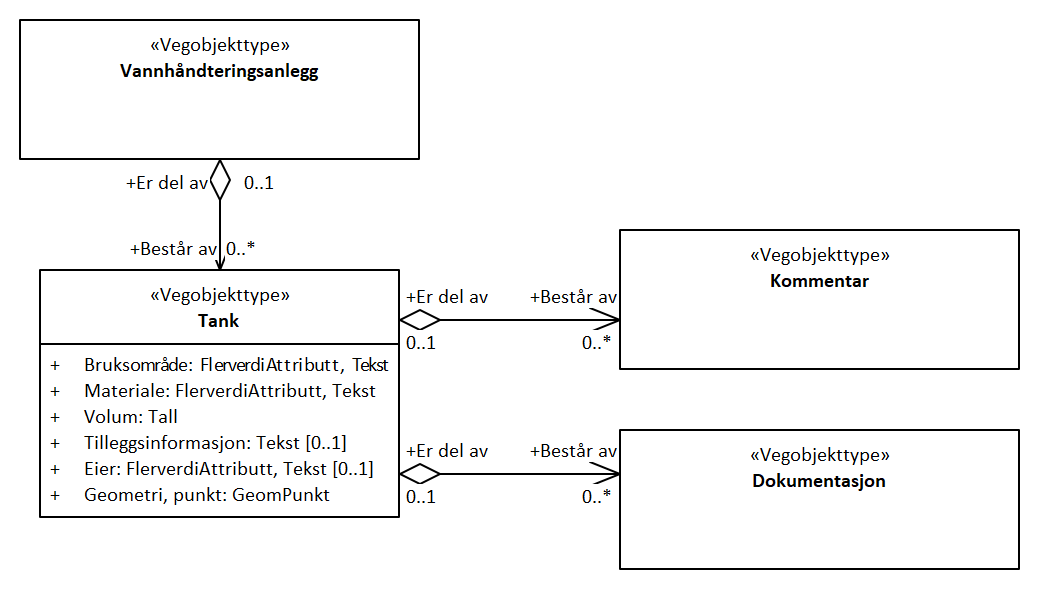 «Vegobjekttype»
Vannhåndteringsanlegg
+Er del av
0..1
+Består av
0..*
«Vegobjekttype»
Tank
+ Bruksområde: FlerverdiAttributt, Tekst
+ Materiale: FlerverdiAttributt, Tekst
+ Volum: Tall
+ Tilleggsinformasjon: Tekst [0..1]
+ Eier: FlerverdiAttributt, Tekst [0..1]
+ Geometri, punkt: GeomPunkt
+Er del av
+Består av
0..1
0..*
«Vegobjekttype»
Kommentar
+Er del av
+Består av
0..1
0..*
«Vegobjekttype»
Dokumentasjon